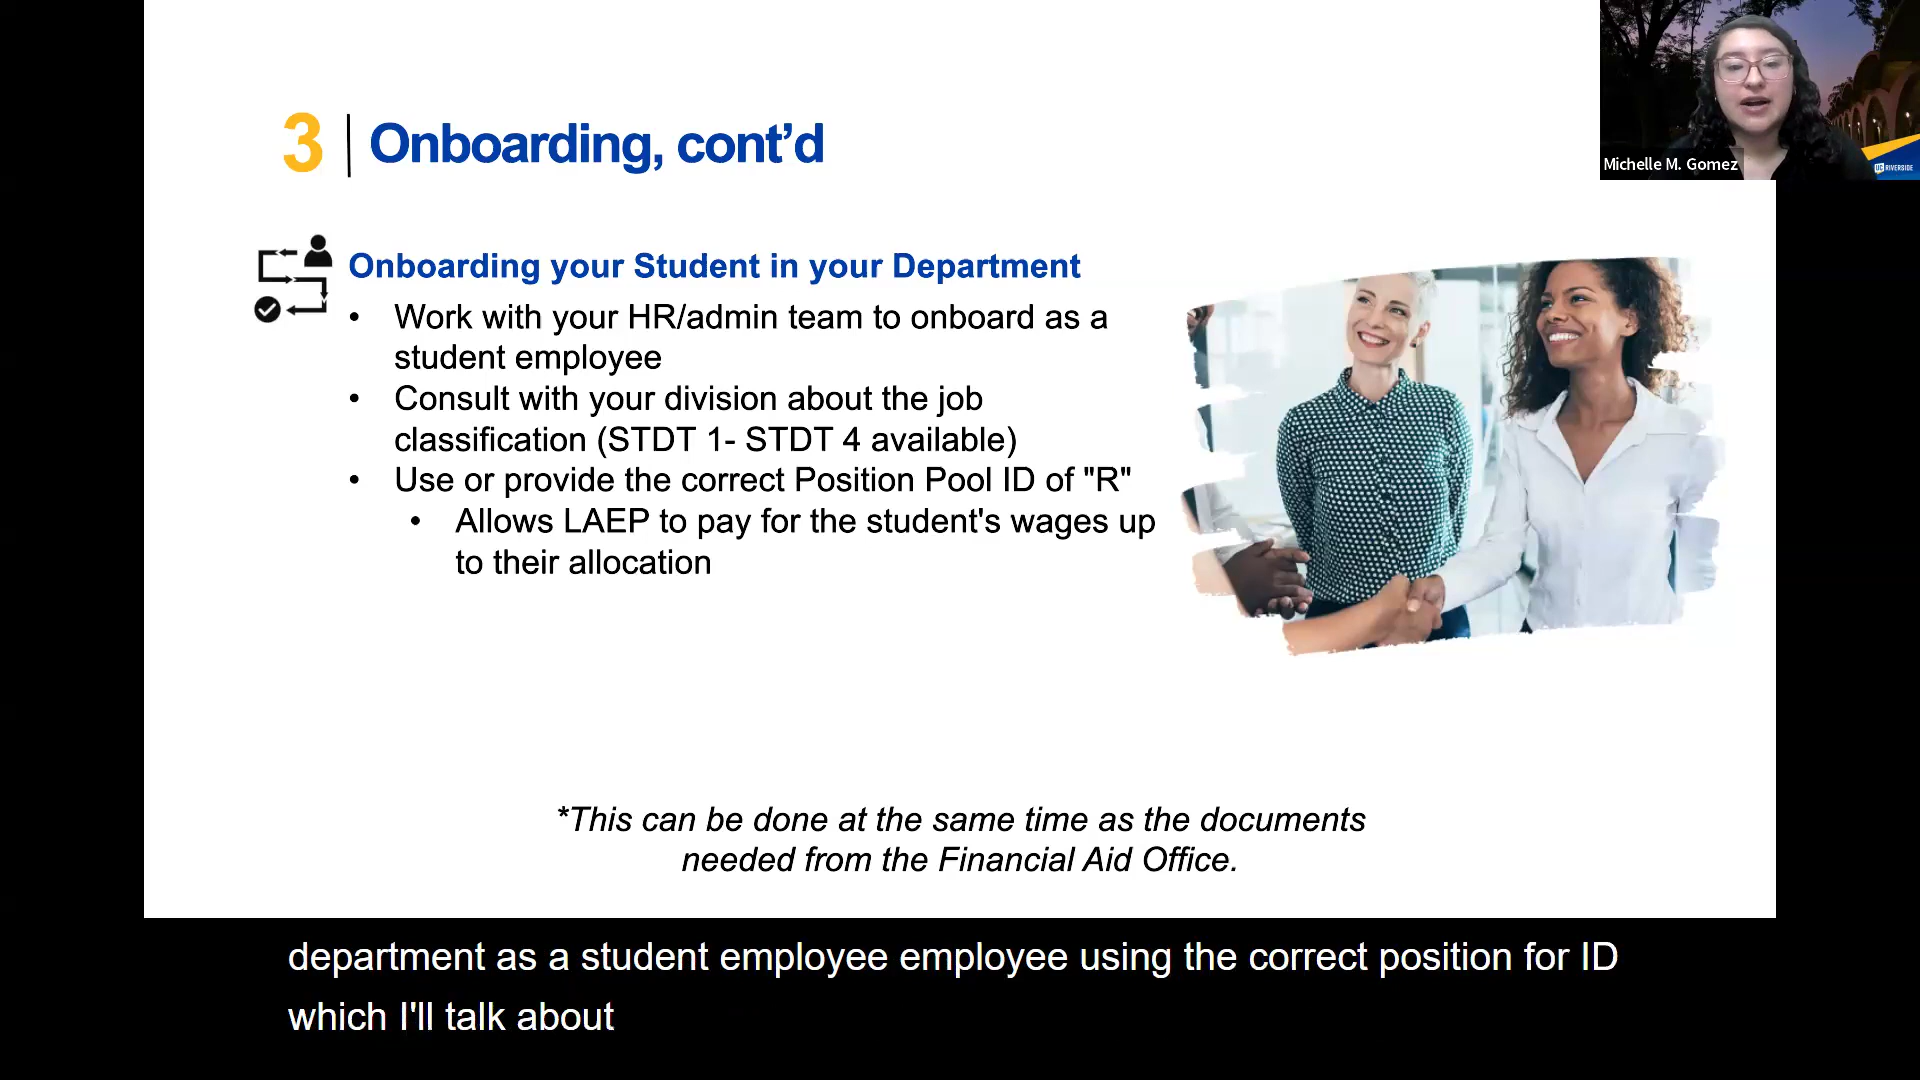 3 | Onboarding, cont’d
Michelle M. Gomez
UC RIVERSIDE
Onboarding your Student in your Department
• Work with your HR/admin team to onboard as a
student employee
• Consult with your division about the job
classification (STDT 1- STDT 4 available)
• Use or provide the correct Position Pool ID of "R"
• Allows LAEP to pay for the student's wages up
to their allocation
*This can be done at the same time as the documents
needed from the Financial Aid Office.
department as a student employee employee using the correct position for ID
which I'll talk about